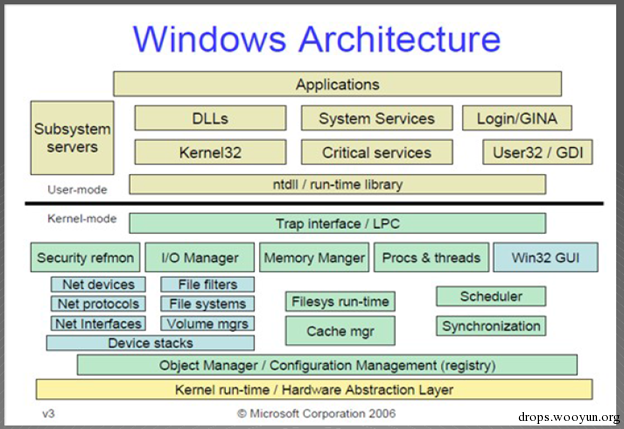 Windows Architecture
Applications
Subsystem
servers
DLLs
System Services
Login/GINA
Kernel32
Critical services
User32 / GDI
ntdll / run-time library
User-mode
Kernel-mode
Trap interface / LPC
Security refmon
I/O Manager
Memory Manger
Procs & threads
Win32 GUI
Net devices
File filters
Net protocols
File systems
Net Interfaces
Volume mgrs
Device stacks
Filesys run-time
Cache mgr
Scheduler
Synchronization
Object Manager / Configuration Management (registry)
Kernel run-time / Hardware Abstraction Layer
v3
© Microsoft Corporation 2006
drops.wooyun.org